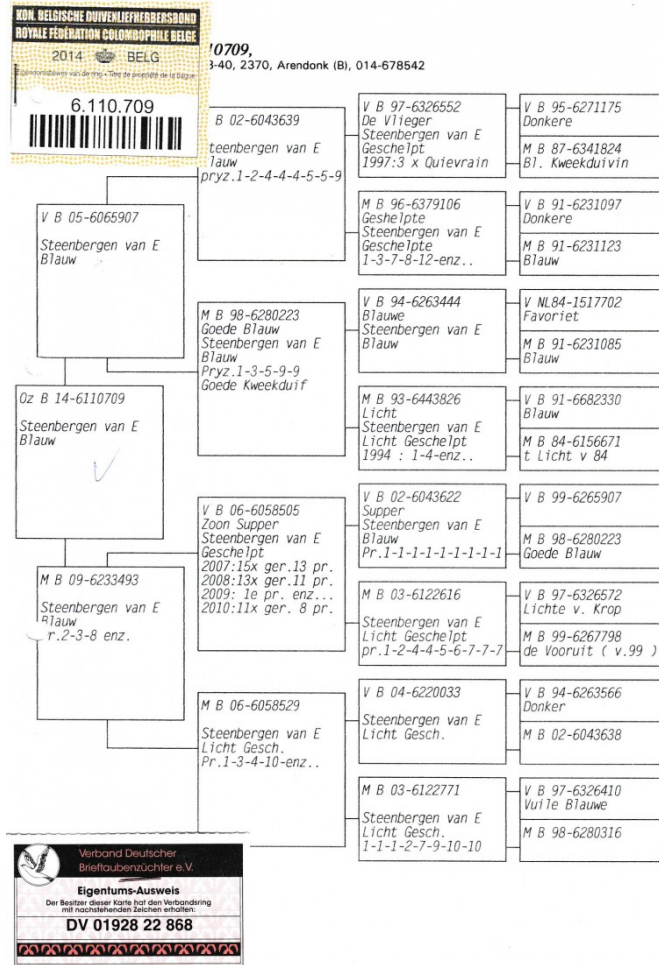 KON. BELGISCHE DUIVENLIEFHEBBERSBOND
ROYALE FÉDÉRATION COLOMBOPHILE BELGE
2014 BELG
Eigendomsbewijs van de ring - Titre de propriété de la bague
6.110.709
10709,
3-40, 2370, Arendonk (B), 014-678542
Oz B 14-6110709
Steenbergen van E
Blauw
V B 05-6065907
Steenbergen van E
Blauw
M B 09-6233493
Steenbergen van E
Blauw
r.2-3-8 enz.
B 02-6043639
Steenbergen van E
lauw
pryz.1-2-4-4-4-5-5-9
M B 98-6280223
Goede Blauw
Steenbergen van E
Blauw
Pryz.1-3-5-9-9
Goede Kweekduif
V B 06-6058505
Zoon Supper
Steenbergen van E
Geschelpt
2007:15x ger.13 pr.
2008:13x ger.11 pr.
2009: 1e pr. enz...
2010:11x ger. 8 pr.
M B 06-6058529
Steenbergen van E
Licht Gesch.
Pr.1-3-4-10-enz..
V B 97-6326552
De Vlieger
Steenbergen van E
Geschelpt
1997:3 x Quievrain
M B 96-6379106
Geshelpte
Steenbergen van E
Geschelpte
1-3-7-8-12-enz..
V B 94-6263444
Blauwe
Steenbergen van E
Blauw
M B 93-6443826
Licht
Steenbergen van E
Licht Geschelpt
1994 : 1-4-enz..
V B 02-6043622
Supper
Steenbergen van E
Blauw
Pr.1-1-1-1-1-1-1-1-1
M B 03-6122616
Steenbergen van E
Licht Geschelpt
pr.1-2-4-4-5-6-7-7-7
V B 04-6220033
Steenbergen van E
Licht Gesch.
M B 03-6122771
Steenbergen van E
Licht Gesch.
1-1-1-2-7-9-10-10
V B 95-6271175
Donkere
M B 87-6341824
Bl. Kweekduivin
V B 91-6231097
Donkere
M B 91-6231123
Blauw
V NL84-1517702
Favoriet
M B 91-6231085
Blauw
V B 91-6682330
Blauw
M B 84-6156671
t Licht v 84
V B 99-6265907
M B 98-6280223
Goede Blauw
V B 97-6326572
Lichte v. Krop
M B 99-6267798
de Vooruit ( v.99 )
V B 94-6263566
Donker
M B 02-6043638
V B 97-6326410
Vuile Blauwe
M B 98-6280316
Verband Deutscher
Brieftaubenzüchter e.V.
Eigentums-Ausweis
Der Besitzer dieser Karte hat den Verbandsring
mit nachstehenden Zeichen erhalten:
DV 01928 22 868